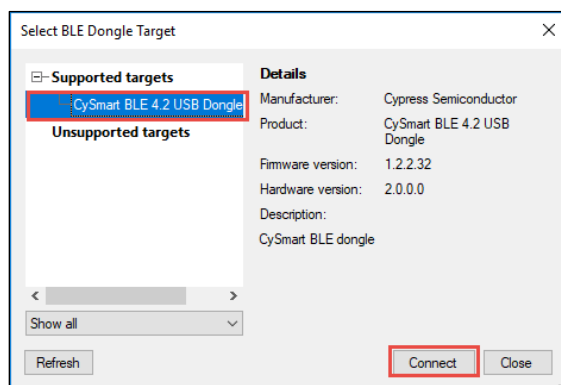 Select BLE Dongle Target
Supported targets
CySmart BLE 4.2 USB Dongle
Unsupported targets
Show all
Refresh
Details
Manufacturer: Cypress Semiconductor
Product: CySmart BLE 4.2 USB
Dongle
Firmware version: 1.2.2.32
Hardware version: 2.0.0.0
Description:
CySmart BLE dongle
Connect Close